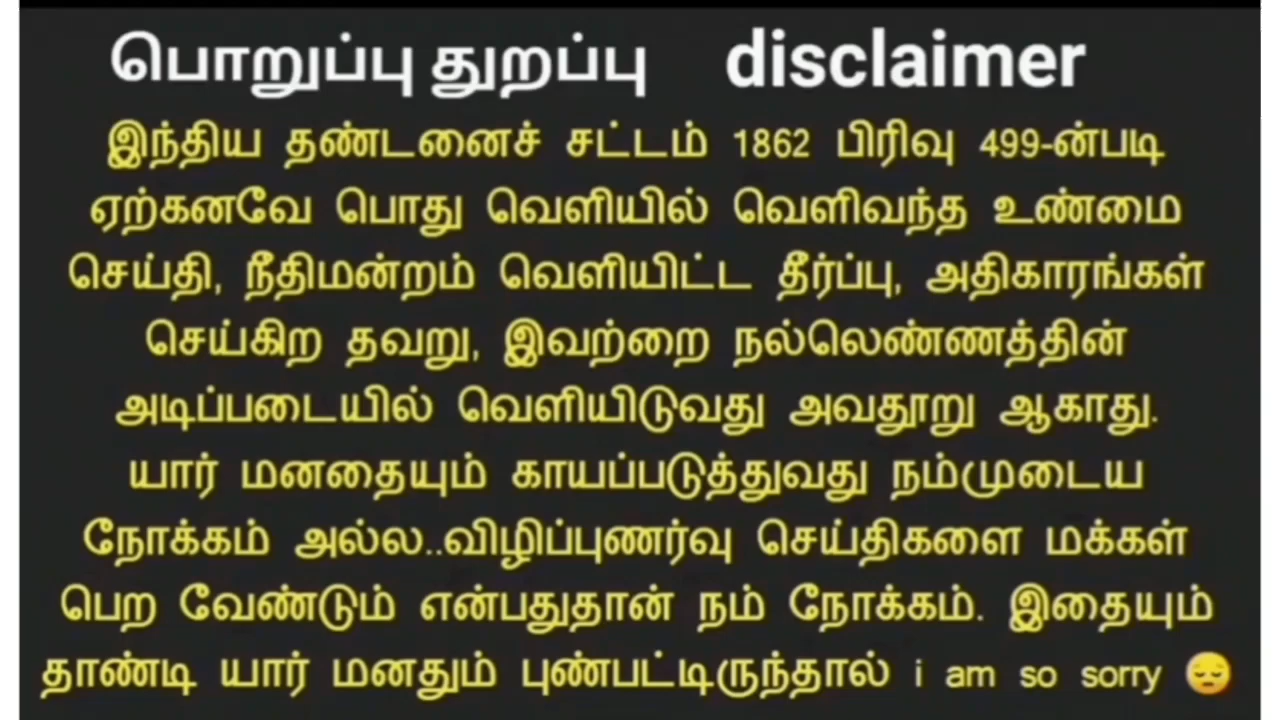 பொறுப்பு துறப்பு disclaimer
இந்திய தண்டனைச் சட்டம் 1862 பிரிவு 499-ன்படி
ஏற்கனவே பொது வெளியில் வெளிவந்த உண்மை
செய்தி, நீதிமன்றம் வெளியிட்ட தீர்ப்பு, அதிகாரங்கள்
செய்கிற தவறு, இவற்றை நல்லெண்ணத்தின்
அடிப்படையில் வெளியிடுவது அவதூறு ஆகாது.
யார் மனதையும் காயப்படுத்துவது நம்முடைய
நோக்கம் அல்ல..விழிப்புணர்வு செய்திகளை மக்கள்
பெற வேண்டும் என்பதுதான் நம் நோக்கம். இதையும்
தாண்டி யார் மனதும் புண்பட்டிருந்தால் i am so sorry 😔